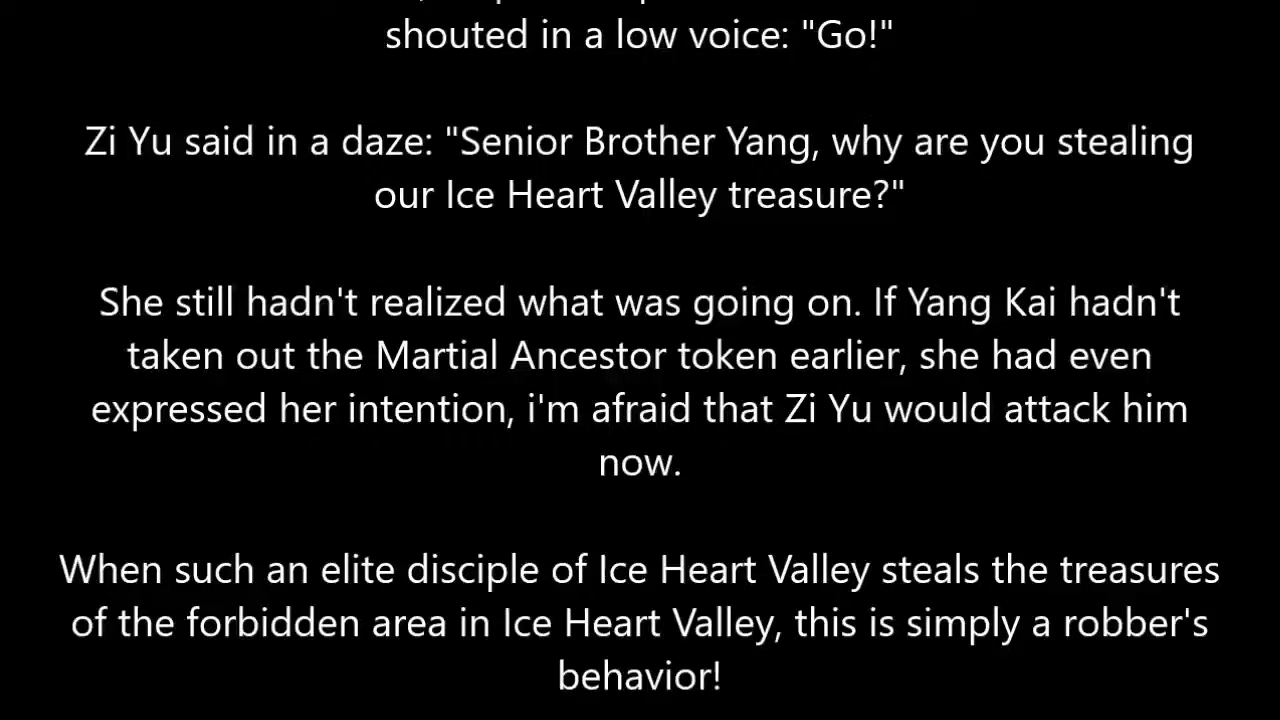 shouted in a low voice: "Go!"
Zi Yu said in a daze: "Senior Brother Yang, why are you stealing
our Ice Heart Valley treasure?"
She still hadn't realized what was going on. If Yang Kai hadn't
taken out the Martial Ancestor token earlier, she had even
expressed her intention, i'm afraid that Zi Yu would attack him
now.
When such an elite disciple of Ice Heart Valley steals the treasures
of the forbidden area in Ice Heart Valley, this is simply a robber's
behavior!